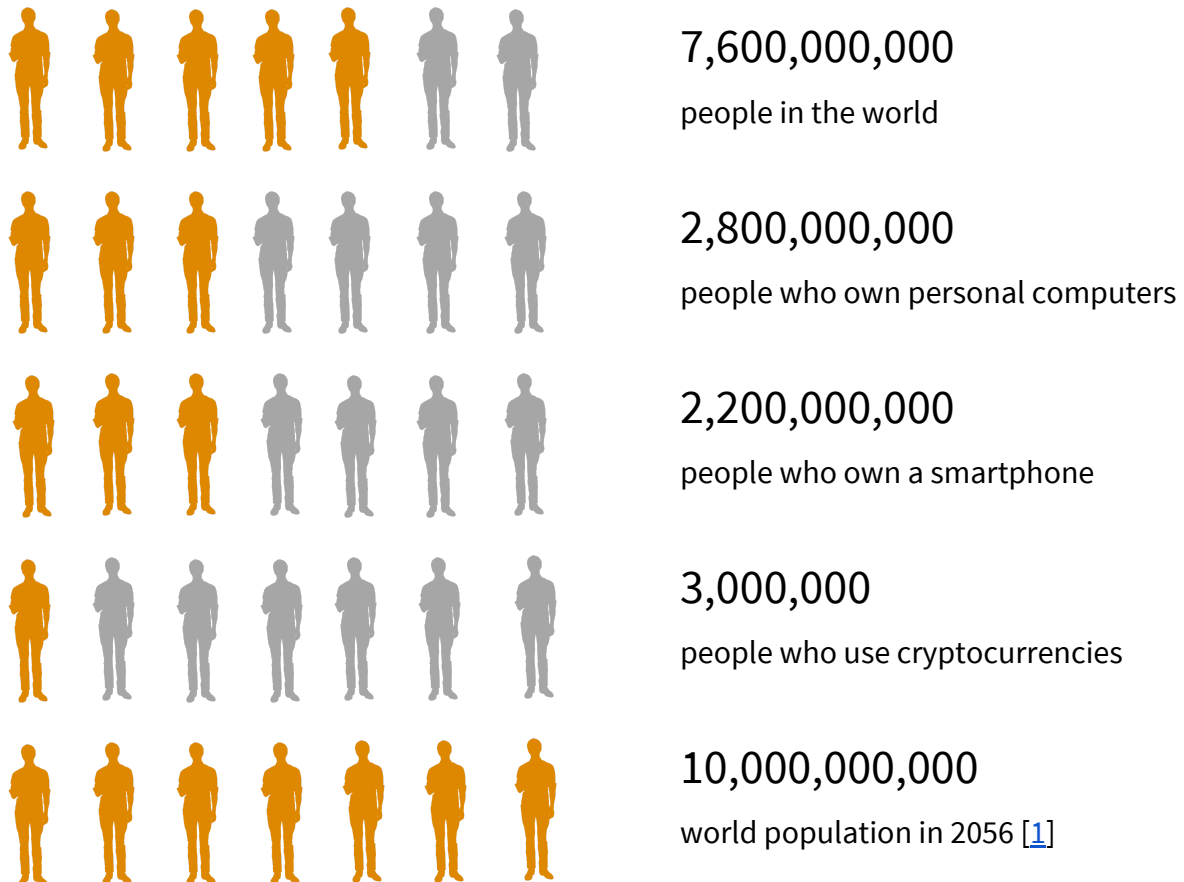 7,600,000,000
people in the world
2,800,000,000
people who own personal computers
2,200,000,000
people who own a smartphone
3,000,000
people who use cryptocurrencies
10,000,000,000
world population in 2056 [1]